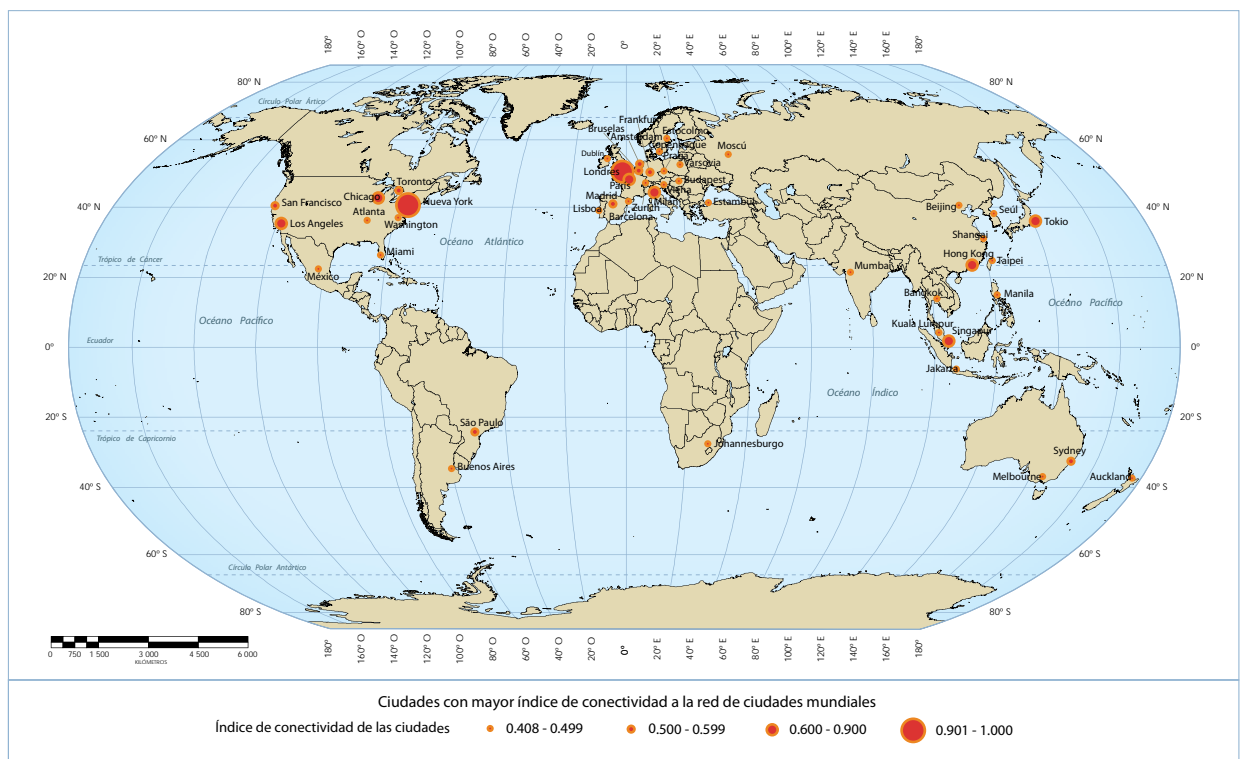 180° 160° O 140° O 120° O 100° O 80° O 60° O 40° O 20° O 0° 20° E 40° E 60° E 80° E 100° E 120° E 140° E 160° E 180°
80° N 80° N
Círculo Polar Ártico
60° N 60° N
40° N 40° N
Trópico de Cáncer
20° N 20° N
Ecuador
0° 0°
20° S 20° S
Trópico de Capricornio
40° S 40° S
60° S 60° S
Círculo Polar Antártico
80° S 80° S
Océano Atlántico
Océano Pacífico
Océano Pacífico
Océano Índico
San Francisco
Los Angeles
Chicago
Toronto
Nueva York
Atlanta
Washington
Miami
México
São Paulo
Buenos Aires
Frankfurt
Bruselas
Amsterdam
Estocolmo
Copenhague
Dublín
Praga
Varsovia
Moscú
Londres
París
Budapest
Viena
Madrid
Zurich
Milán
Estambul
Lisboa
Barcelona
Johannesburgo
Mumbai
Beijing
Seúl
Tokio
Shangai
Hong Kong
Taipei
Bangkok
Manila
Kuala Lumpur
Singapur
Jakarta
Sydney
Melbourne
Auckland
180° 160° O 140° O 120° O 100° O 80° O 60° O 40° O 20° O 0° 20° E 40° E 60° E 80° E 100° E 120° E 140° E 160° E 180°
0 750 1 500 3 000 4 500 6 000
KILÓMETROS
Ciudades con mayor índice de conectividad a la red de ciudades mundiales
Índice de conectividad de las ciudades 0.408 - 0.499 0.500 - 0.599 0.600 - 0.900 0.901 - 1.000